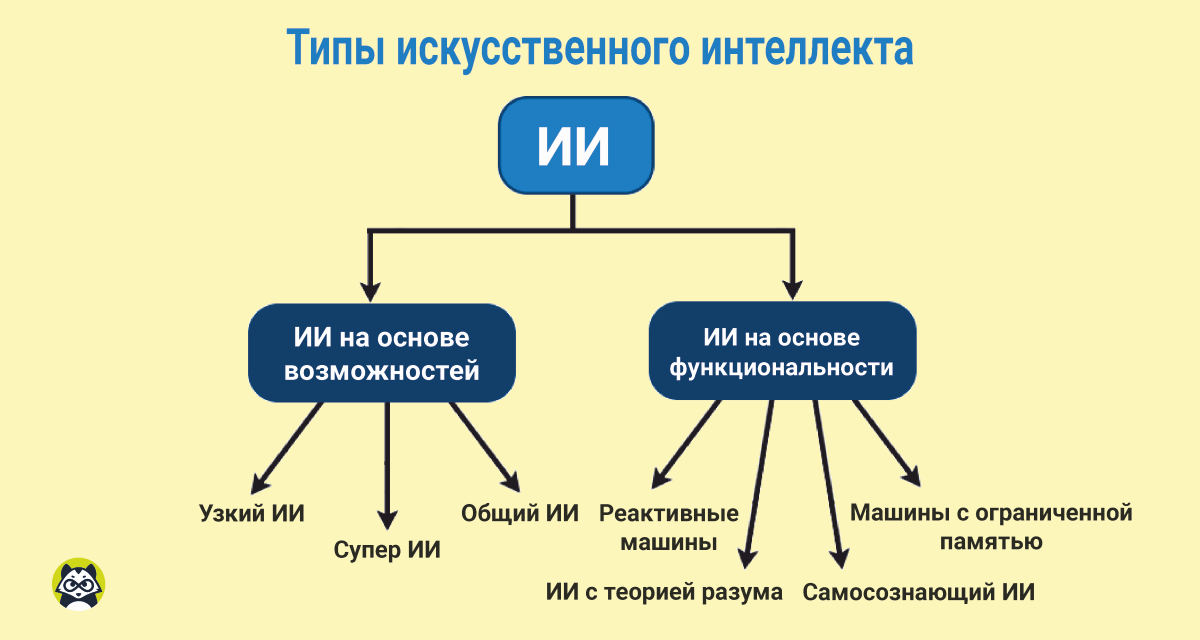 Типы искусственного интеллекта
ИИ
ИИ на основе
возможностей
ИИ на основе
функциональности
Узкий ИИ
Супер ИИ
Общий ИИ
Реактивные
машины
ИИ с теорией разума
Самосознающий ИИ
Машины с ограниченной
памятью